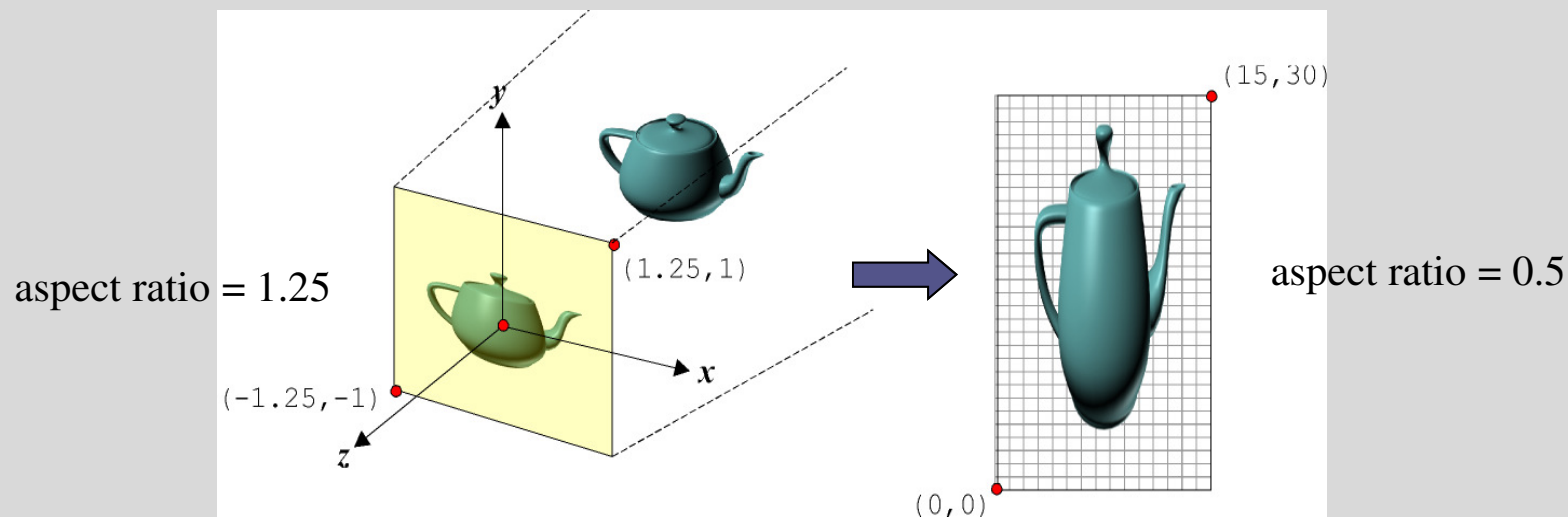 aspect ratio = 1.25
y
(1.25,1)
x
(-1.25,-1)
z
(15,30)
aspect ratio = 0.5
(0,0)